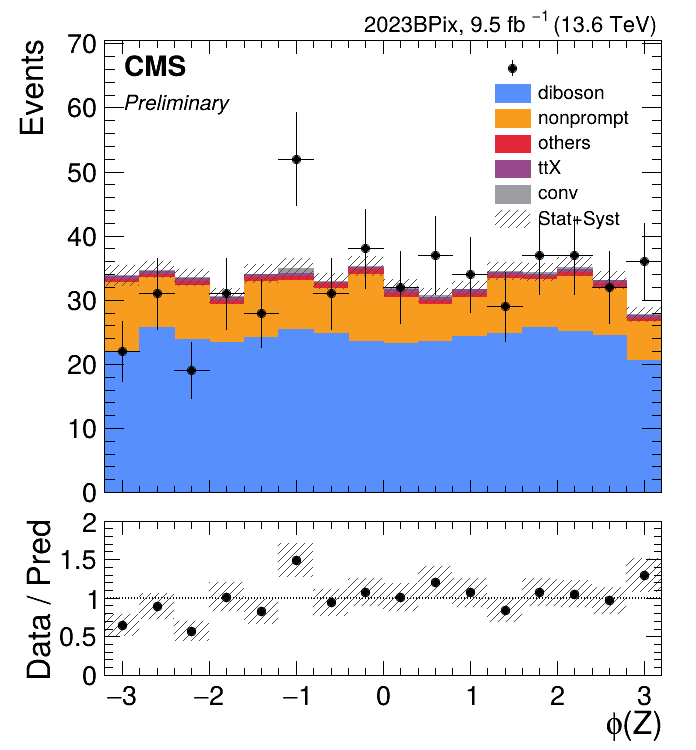 2023BPix, 9.5 fb⁻¹ (13.6 TeV)
Events
70
60
50
40
30
20
10
0
CMS
Preliminary
diboson
nonprompt
others
ttX
conv
Stat+Syst
Data / Pred
2
1.5
1
0.5
0
−3
−2
−1
0
1
2
3
ϕ(Z)